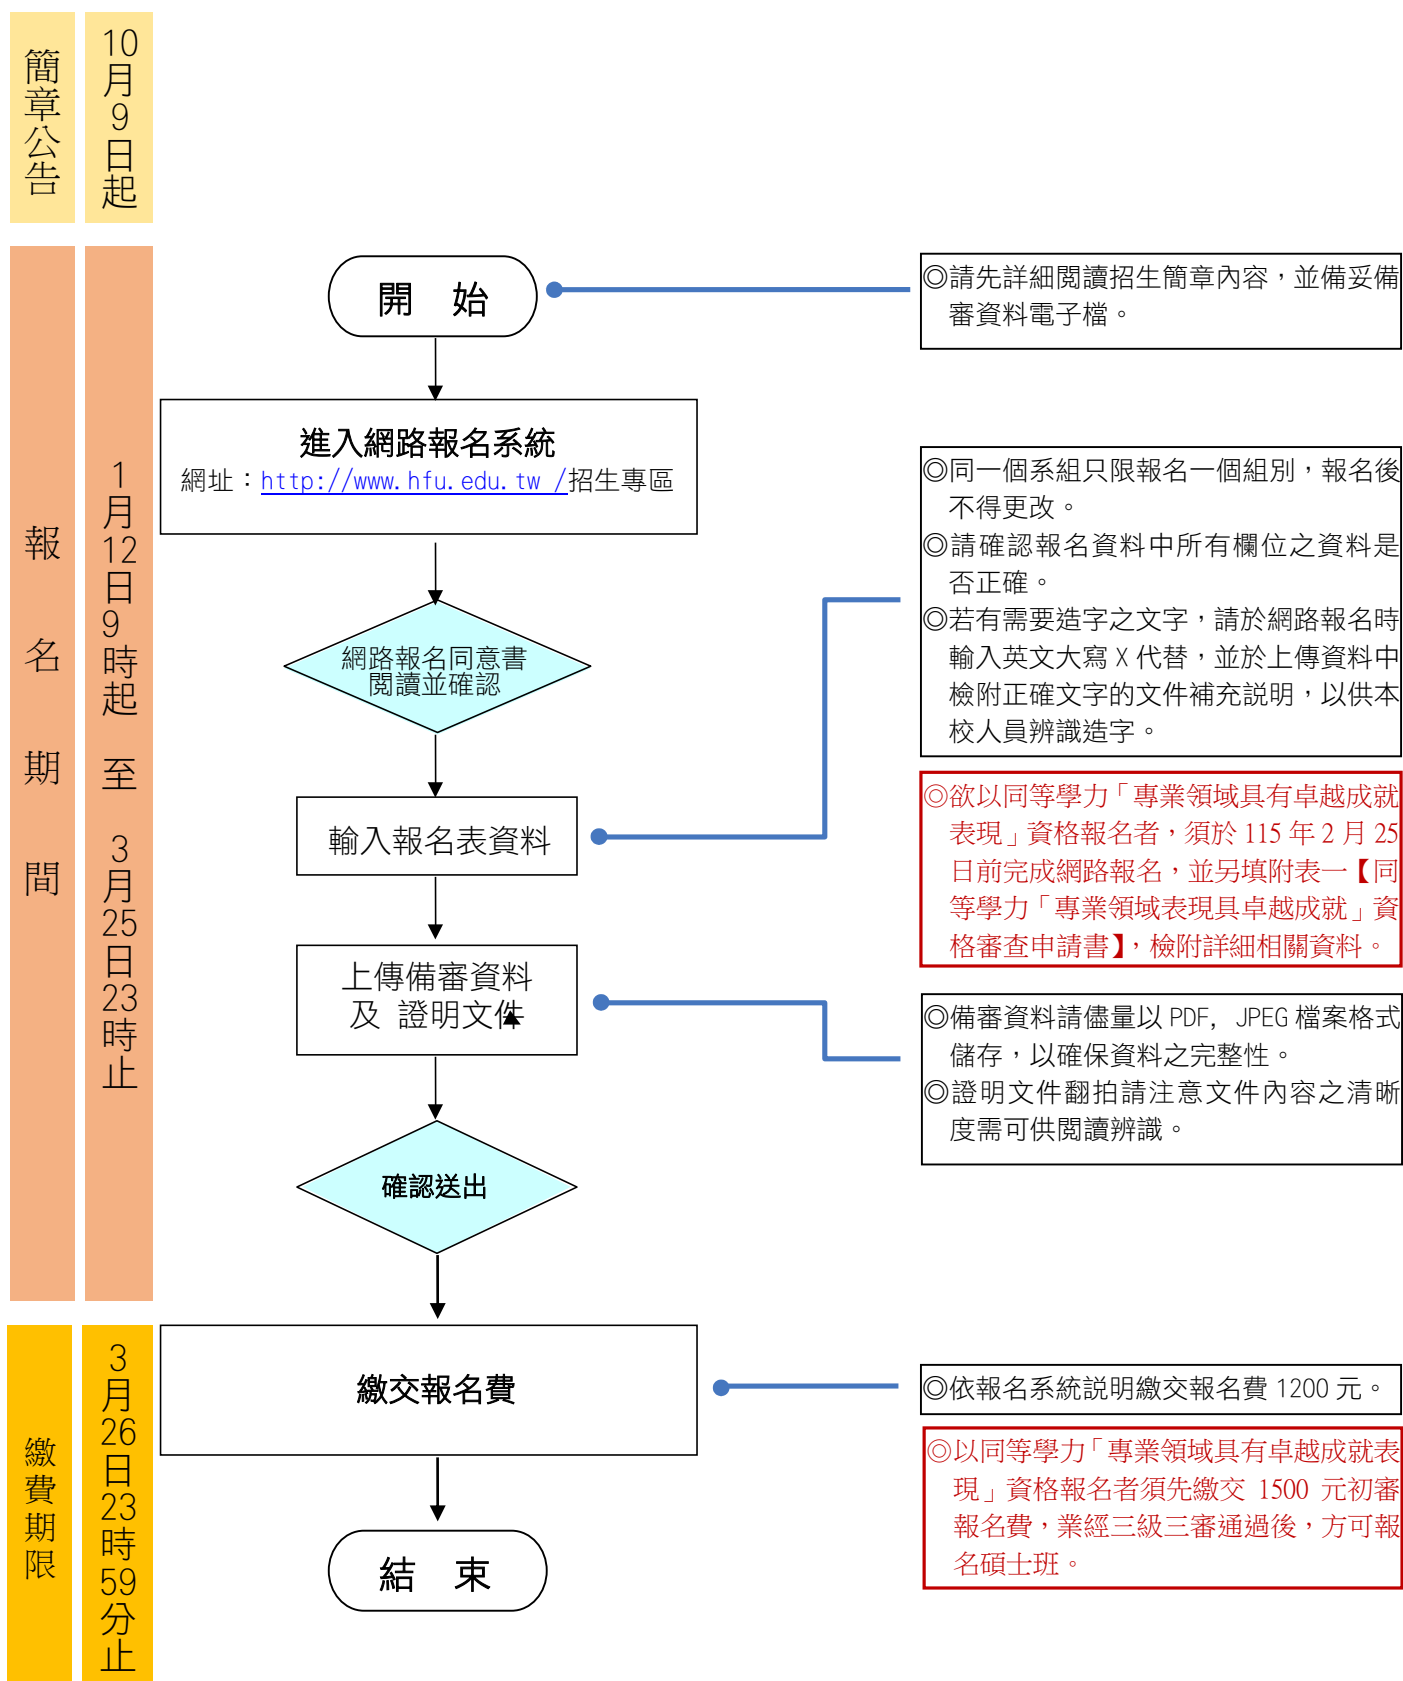 簡章公告
10月9日起
報名期間
1月12日9時起 至 3月25日23時止
開 始
◎請先詳細閱讀招生簡章內容，並備妥備
審資料電子檔。
進入網路報名系統
網址：http://www.hfu.edu.tw /招生專區
網路報名同意書
閱讀並確認
◎同一個系組只限報名一個組別，報名後
不得更改。
◎請確認報名資料中所有欄位之資料是
否正確。
◎若有需要造字之文字，請於網路報名時
輸入英文大寫 X 代替，並於上傳資料中
檢附正確文字的文件補充說明，以供本
校人員辨識造字。
輸入報名表資料
◎欲以同等學力「專業領域具有卓越成就
表現」資格報名者，須於 115 年 2 月 25
日前完成網路報名，並另填附表一【同
等學力「專業領域表現具卓越成就」資
格審查申請書】，檢附詳細相關資料。
上傳備審資料
及 證明文件
◎備審資料請儘量以 PDF, JPEG 檔案格式
儲存，以確保資料之完整性。
◎證明文件翻拍請注意文件內容之清晰
度需可供閱讀辨識。
確認送出
繳費期限
3月26日23時59分止
繳交報名費
◎依報名系統說明繳交報名費 1200 元。
◎以同等學力「專業領域具有卓越成就表
現」資格報名者須先繳交 1500 元初審
報名費，業經三級三審通過後，方可報
名碩士班。
結 束